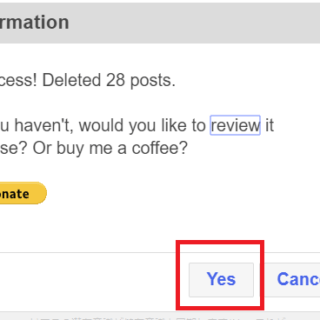 rmation
cess! Deleted 28 posts.
u haven't, would you like to review it
se? Or buy me a coffee?
onate
Yes
Canc